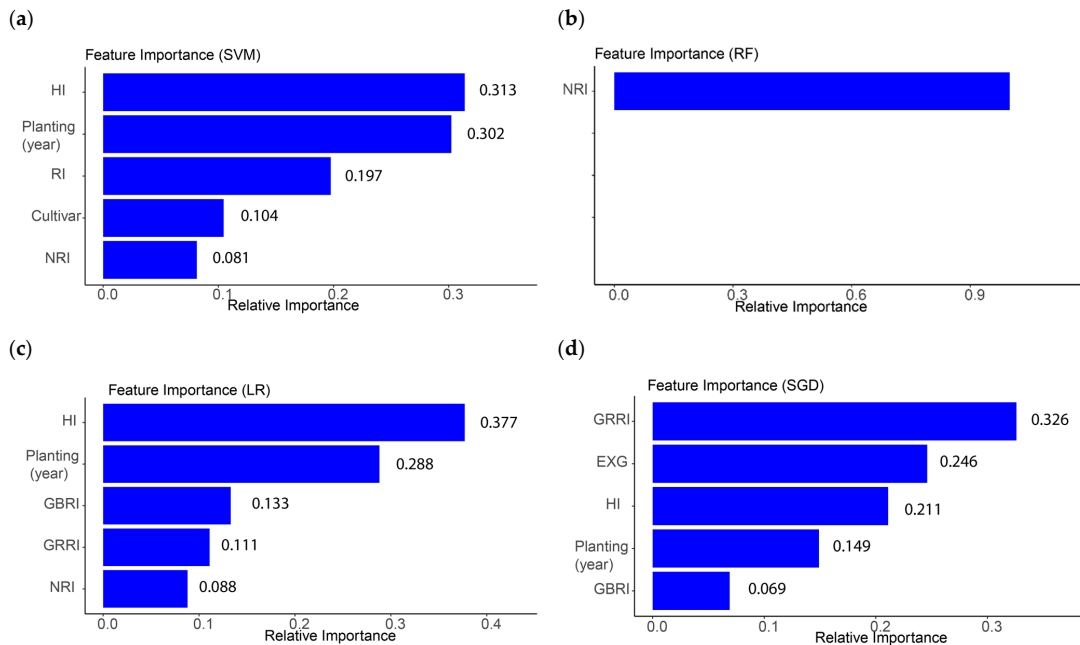 (a)
Feature Importance (SVM)
HI
0.313
Planting
(year)
0.302
RI
0.197
Cultivar
0.104
NRI
0.081
0.0 0.1 0.2 0.3
Relative Importance
(b)
Feature Importance (RF)
NRI
0.0 0.3 0.6 0.9
Relative Importance
(c)
Feature Importance (LR)
HI
0.377
Planting
(year)
0.288
GBRI
0.133
GRRI
0.111
NRI
0.088
0.0 0.1 0.2 0.3 0.4
Relative Importance
(d)
Feature Importance (SGD)
GRRI
0.326
EXG
0.246
HI
0.211
Planting
(year)
0.149
GBRI
0.069
0.0 0.1 0.2 0.3
Relative Importance